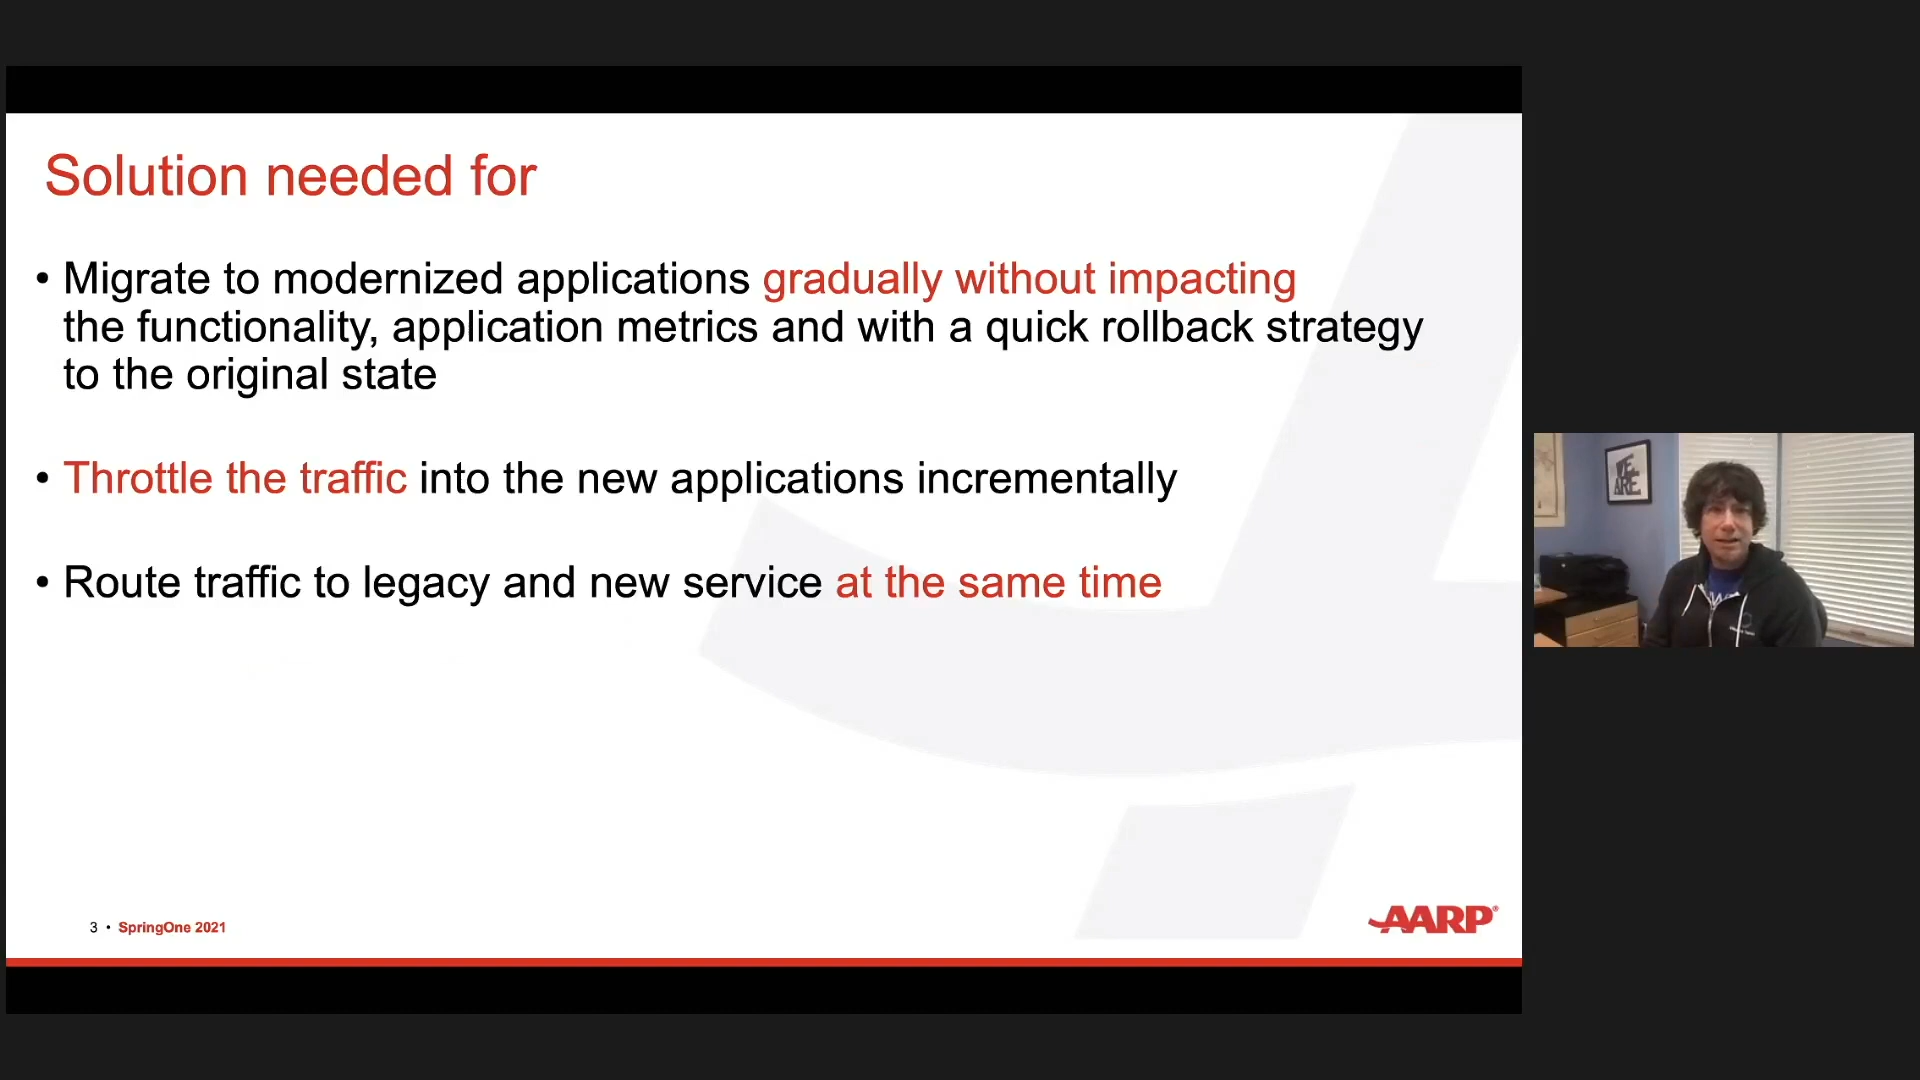 Solution needed for
• Migrate to modernized applications gradually without impacting
the functionality, application metrics and with a quick rollback strategy
to the original state
• Throttle the traffic into the new applications incrementally
• Route traffic to legacy and new service at the same time
3 • SpringOne 2021
AARP®
WE
ARE